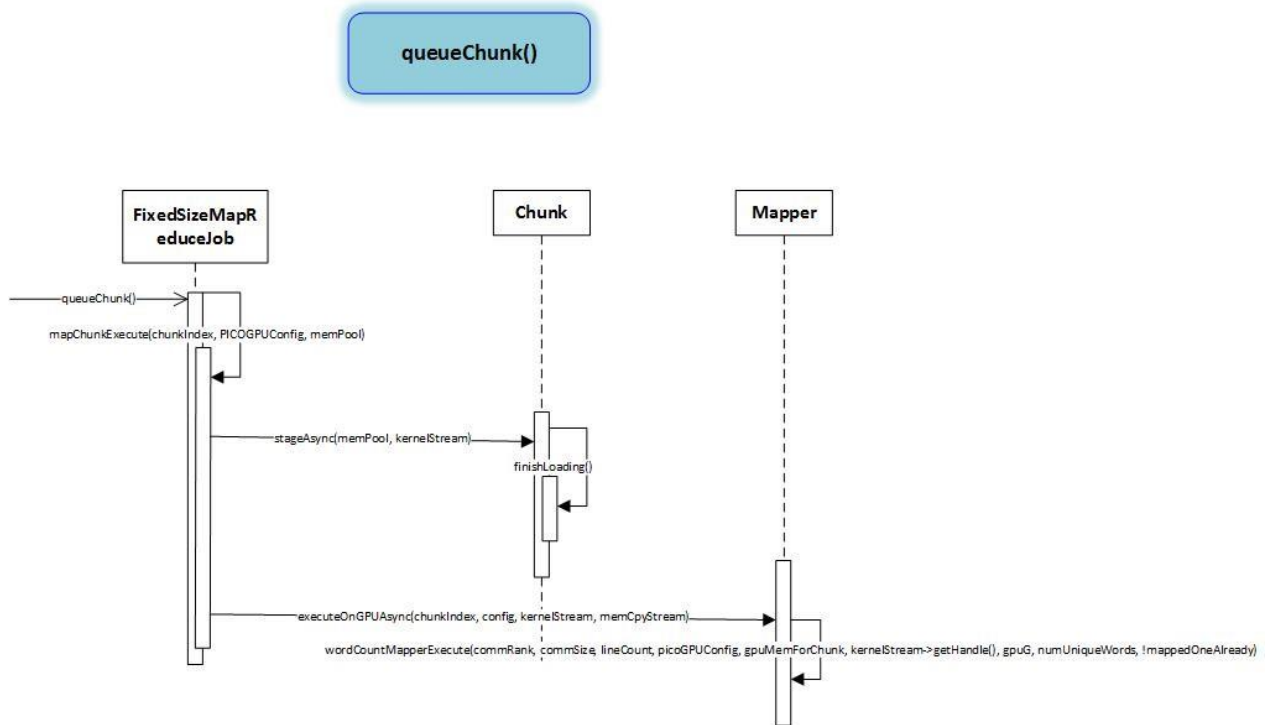 queueChunk()
FixedSizeMapR
educeJob
Chunk
Mapper
queueChunk()
mapChunkExecute(chunkIndex, PICOGPUConfig, memPool)
stageAsync(memPool, kernelStream)
finishLoading()
executeOnGPUAsync(chunkIndex, config, kernelStream, memCpyStream)
wordCountMapperExecute(commRank, commSize, lineCount, picoGPUConfig, gpuMemForChunk, kernelStream->getHandle(), gpuG, numUniqueWords, !mappedOneAlready)